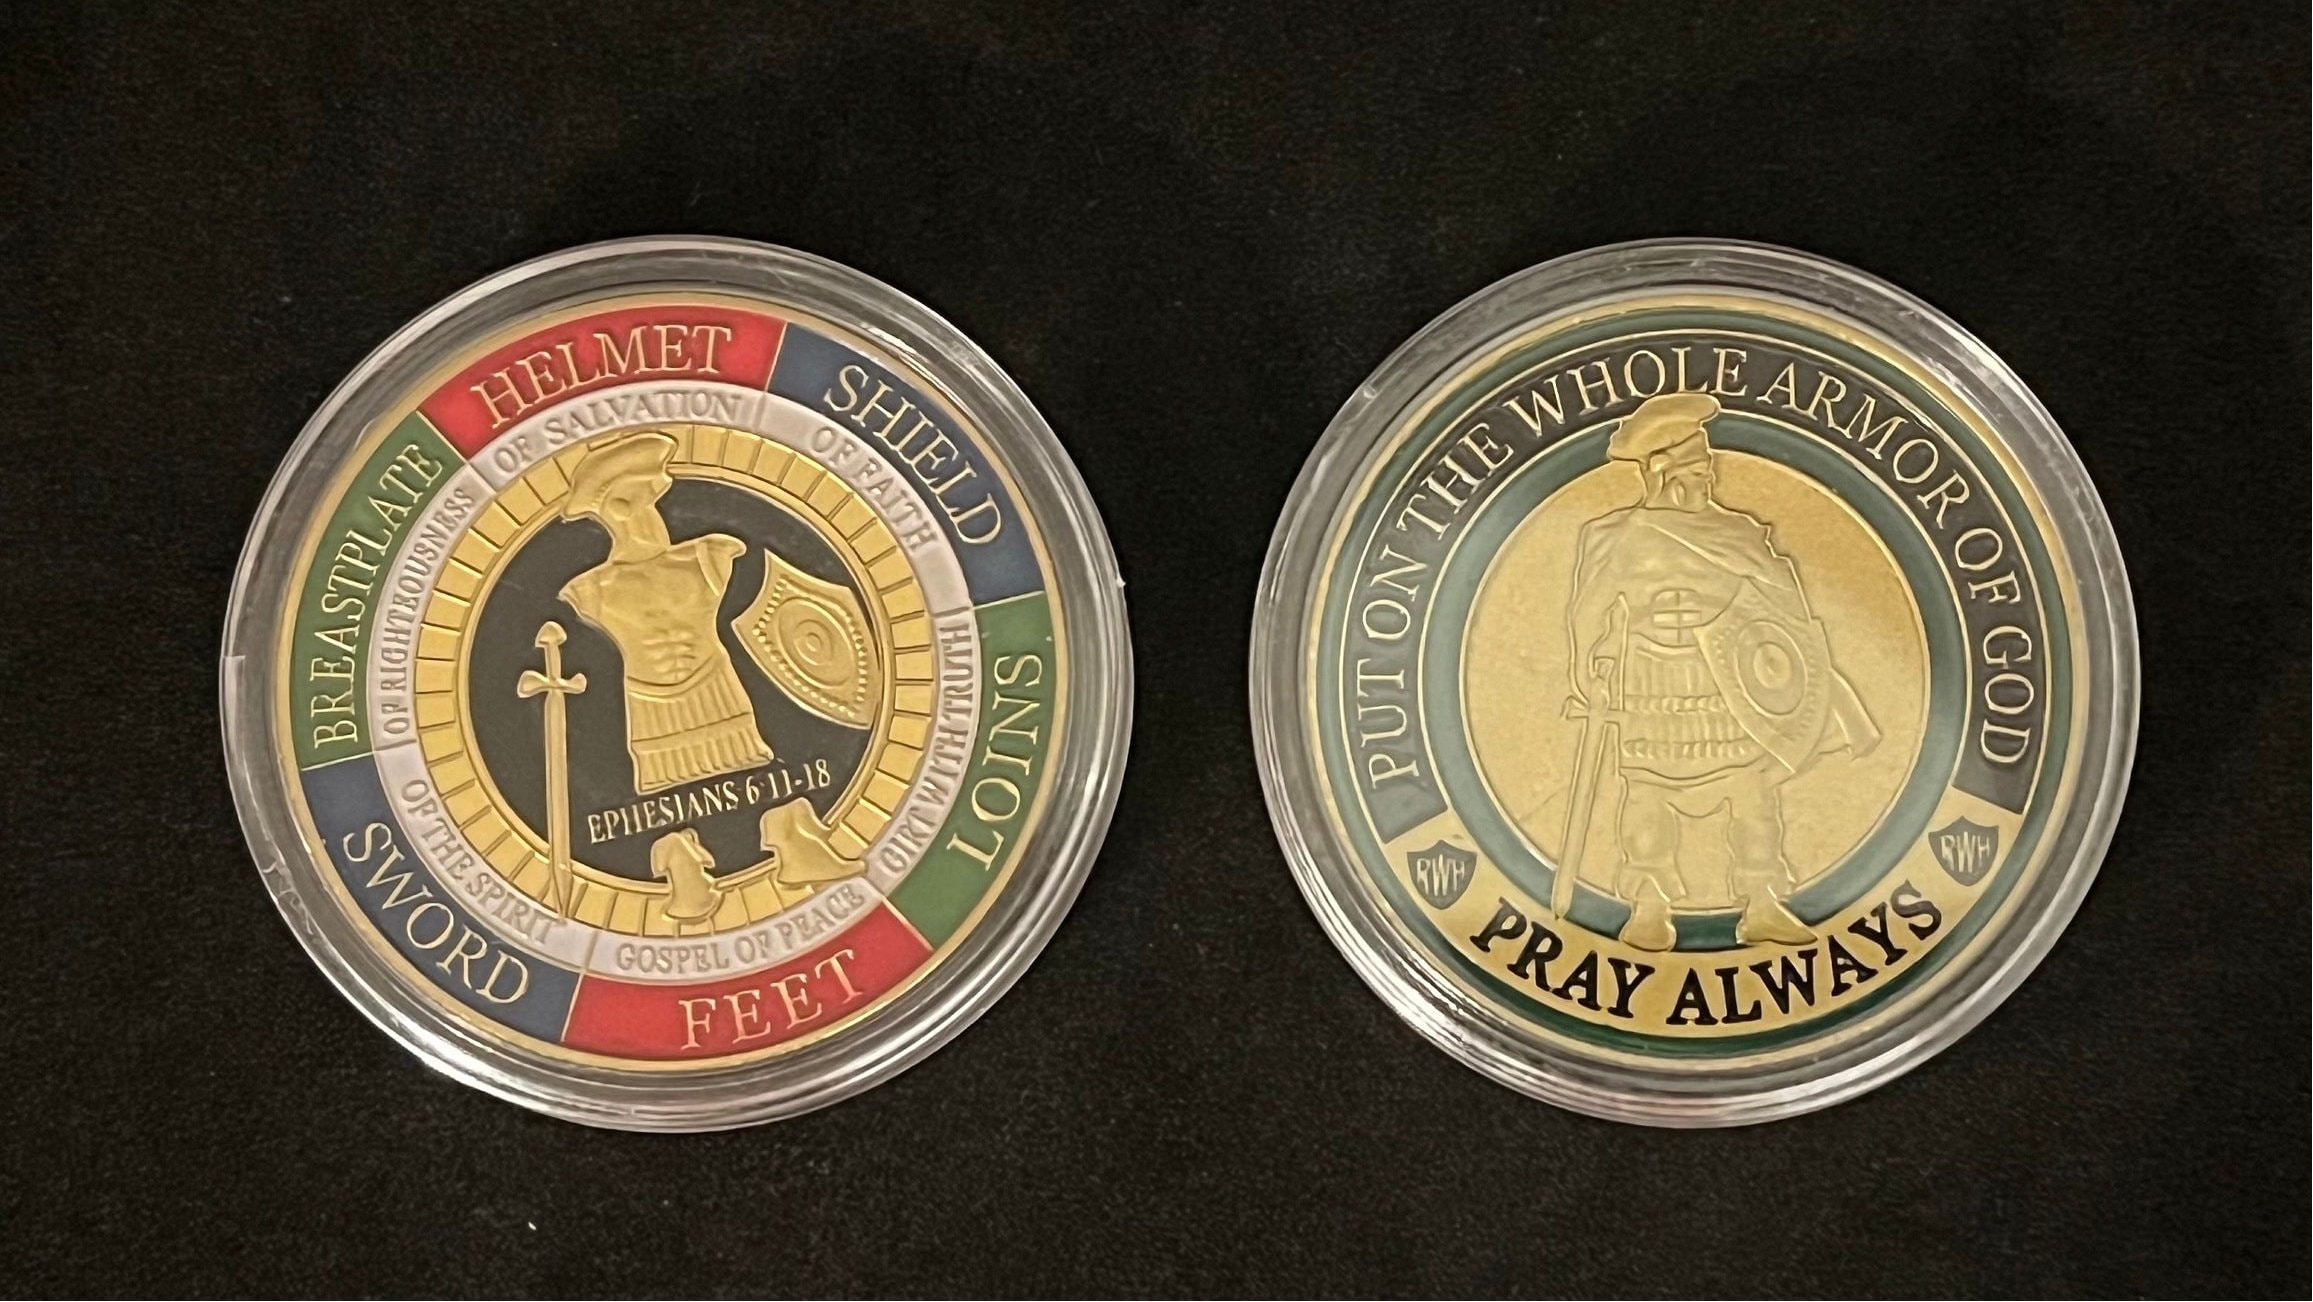 HELMET
OF SALVATION
SHIELD
OF FAITH
LOINS
GIRT WITH TRUTH
FEET
GOSPEL OF PEACE
SWORD
OF THE SPIRIT
BREASTPLATE
OF RIGHTEOUSNESS
EPHESIANS 6:11-18
PUT ON THE WHOLE ARMOR OF GOD
RWH
RWH
PRAY ALWAYS